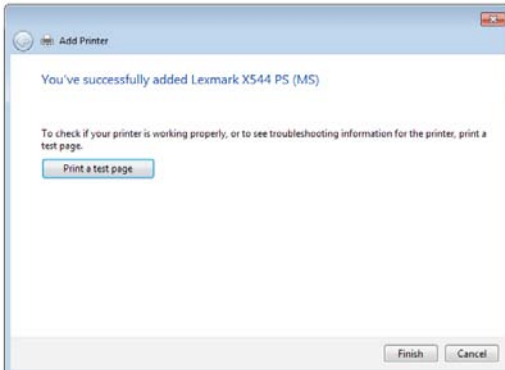 Add Printer
You've successfully added Lexmark X544 PS (MS)
To check if your printer is working properly, or to see troubleshooting information for the printer, print a
test page.
Print a test page
Finish Cancel